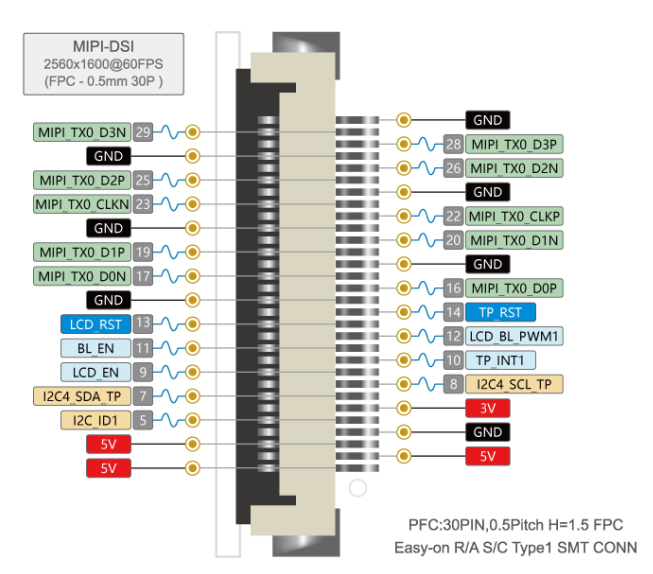 MIPI-DSI
2560x1600@60FPS
(FPC - 0.5mm 30P )
GND
MIPI_TX0_D3N 29
28 MIPI_TX0_D3P
GND
26 MIPI_TX0_D2N
MIPI_TX0_D2P 25
GND
MIPI_TX0_CLKN 23
22 MIPI_TX0_CLKP
GND
20 MIPI_TX0_D1N
MIPI_TX0_D1P 19
GND
MIPI_TX0_D0N 17
16 MIPI_TX0_D0P
GND
14 TP_RST
LCD_RST 13
12 LCD_BL_PWM1
BL_EN 11
10 TP_INT1
LCD_EN 9
8 I2C4_SCL_TP
I2C4_SDA_TP 7
3V
I2C_ID1 5
GND
5V
5V
5V
PFC:30PIN,0.5Pitch H=1.5 FPC
Easy-on R/A S/C Type1 SMT CONN